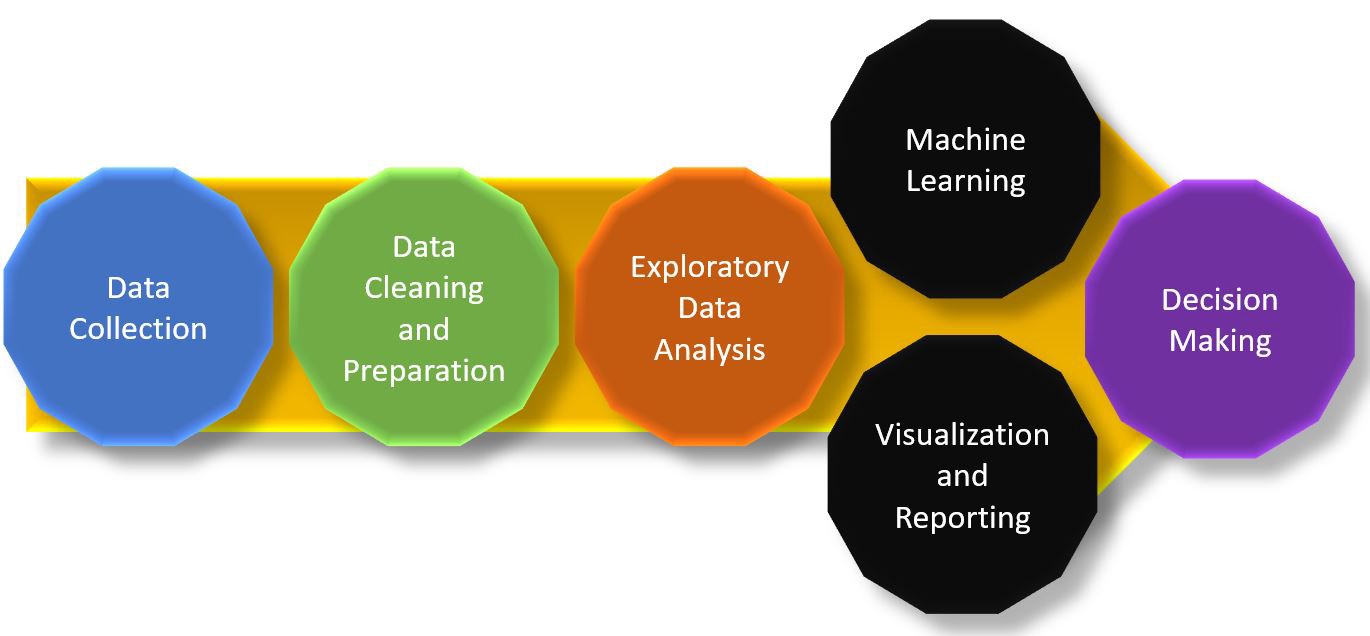 Data
Collection
Data
Cleaning
and
Preparation
Exploratory
Data
Analysis
Machine
Learning
Visualization
and
Reporting
Decision
Making